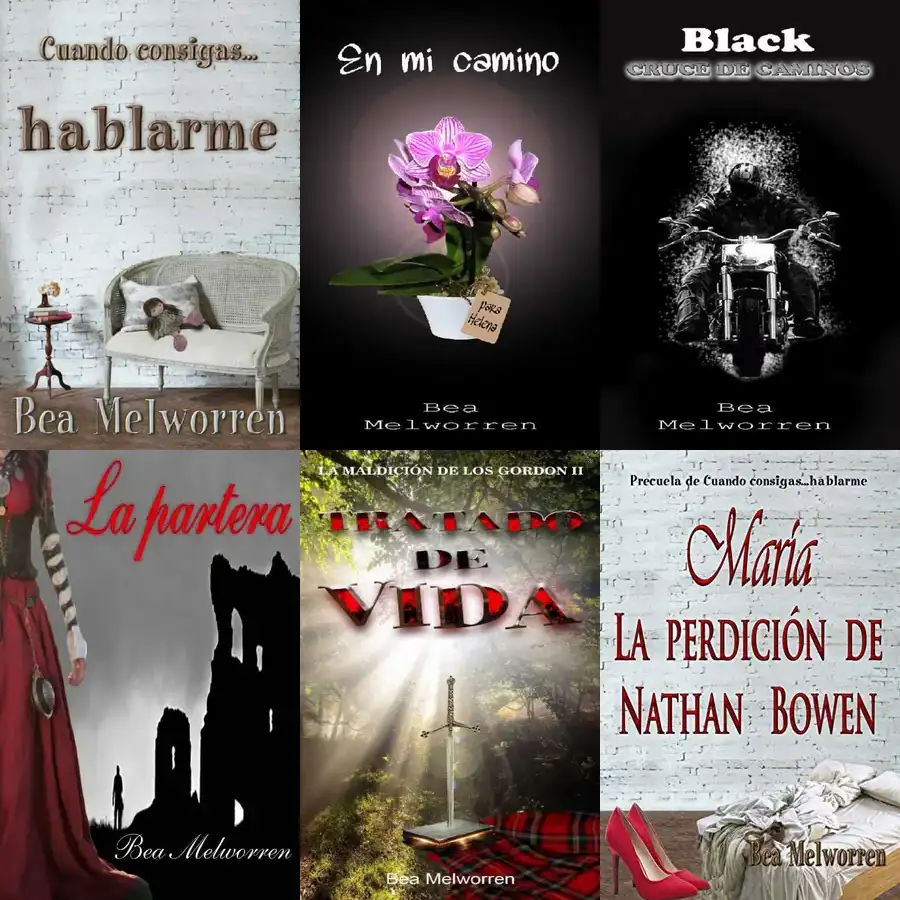 Cuando consigas...
hablarme
Bea Melworren
En mi camino
Para
Helena
Bea
Melworren
Black
CRUCE DE CAMINOS
Bea
Melworren
La partera
Bea Melworren
LA MALDICIÓN DE LOS GORDON II
TRATADO
DE
VIDA
Bea Melworren
Precuela de Cuando consigas...hablarme
María
LA PERDICIÓN DE
NATHAN BOWEN
Bea Melworren